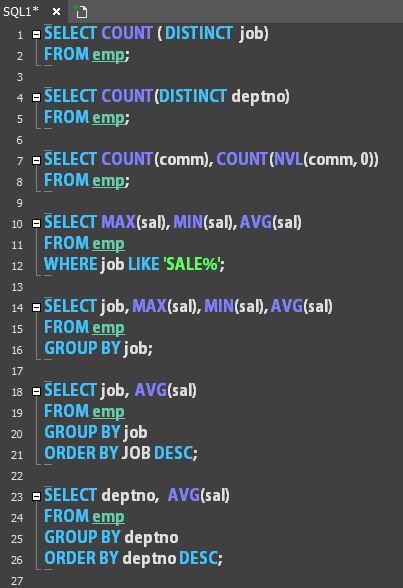 SQL1*
1 SELECT COUNT ( DISTINCT job)
2 FROM emp;
3
4 SELECT COUNT(DISTINCT deptno)
5 FROM emp;
6
7 SELECT COUNT(comm), COUNT(NVL(comm, 0))
8 FROM emp;
9
10 SELECT MAX(sal), MIN(sal), AVG(sal)
11 FROM emp
12 WHERE job LIKE 'SALE%';
13
14 SELECT job, MAX(sal), MIN(sal), AVG(sal)
15 FROM emp
16 GROUP BY job;
17
18 SELECT job, AVG(sal)
19 FROM emp
20 GROUP BY job
21 ORDER BY JOB DESC;
22
23 SELECT deptno, AVG(sal)
24 FROM emp
25 GROUP BY deptno
26 ORDER BY deptno DESC;
27